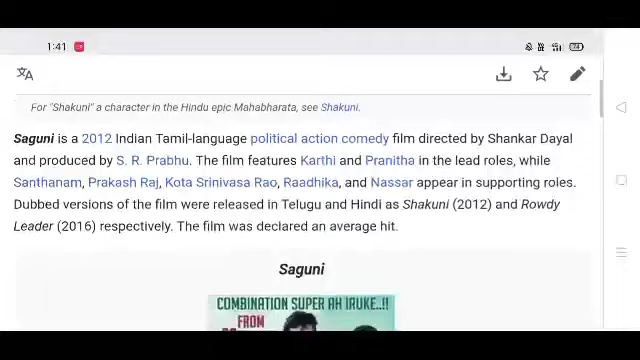 1:41
For "Shakuni" a character in the Hindu epic Mahabharata, see Shakuni.
Saguni is a 2012 Indian Tamil-language political action comedy film directed by Shankar Dayal
and produced by S. R. Prabhu. The film features Karthi and Pranitha in the lead roles, while
Santhanam, Prakash Raj, Kota Srinivasa Rao, Raadhika, and Nassar appear in supporting roles.
Dubbed versions of the film were released in Telugu and Hindi as Shakuni (2012) and Rowdy
Leader (2016) respectively. The film was declared an average hit.
Saguni
COMBINATION SUPER AH IRUKE..!!
FROM